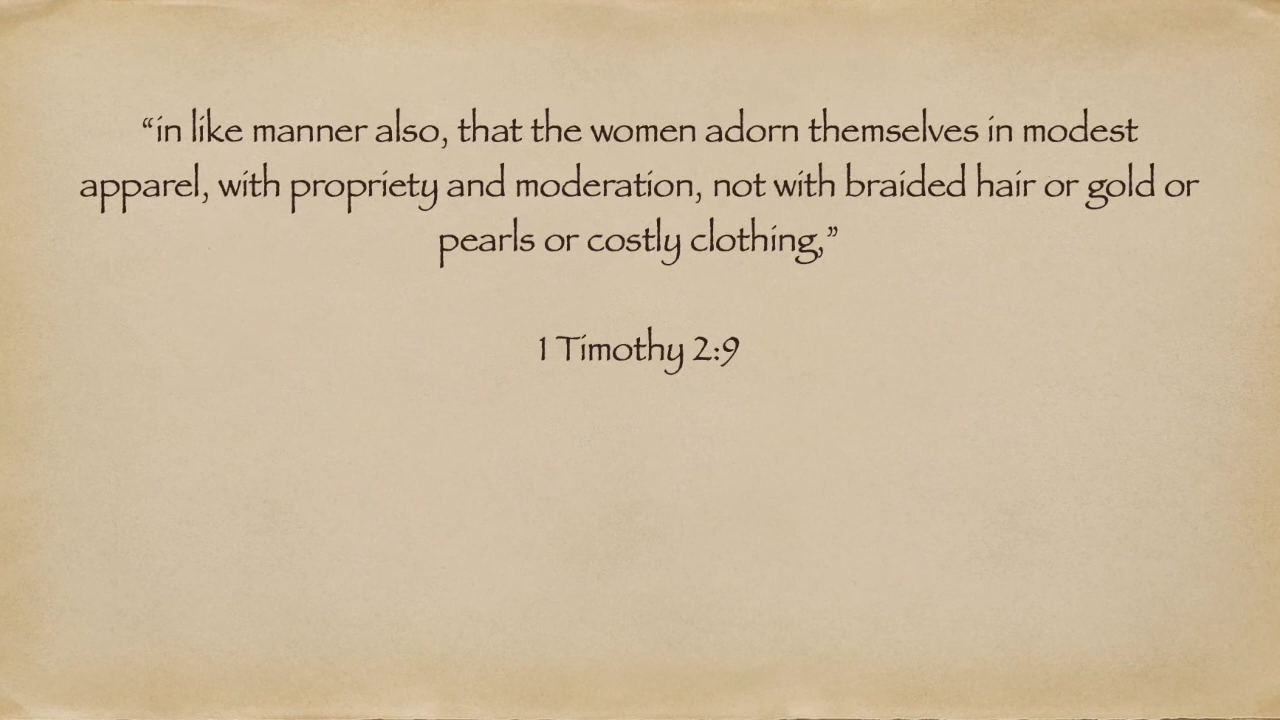 “in like manner also, that the women adorn themselves in modest
apparel, with propriety and moderation, not with braided hair or gold or
pearls or costly clothing,”
1 Timothy 2:9